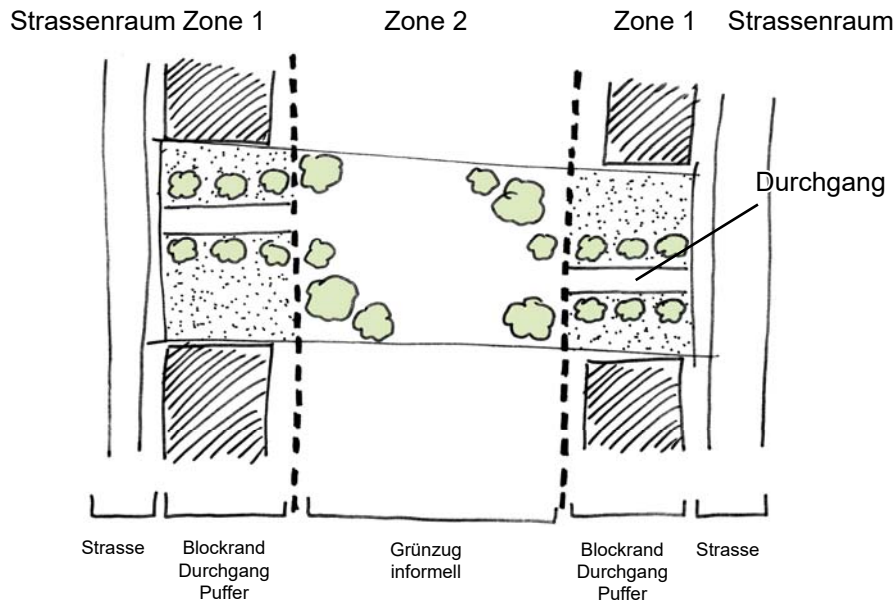 Strassenraum Zone 1 Zone 2 Zone 1 Strassenraum
Durchgang
Strasse
Blockrand
Durchgang
Puffer
Grünzug
informell
Blockrand
Durchgang
Puffer
Strasse